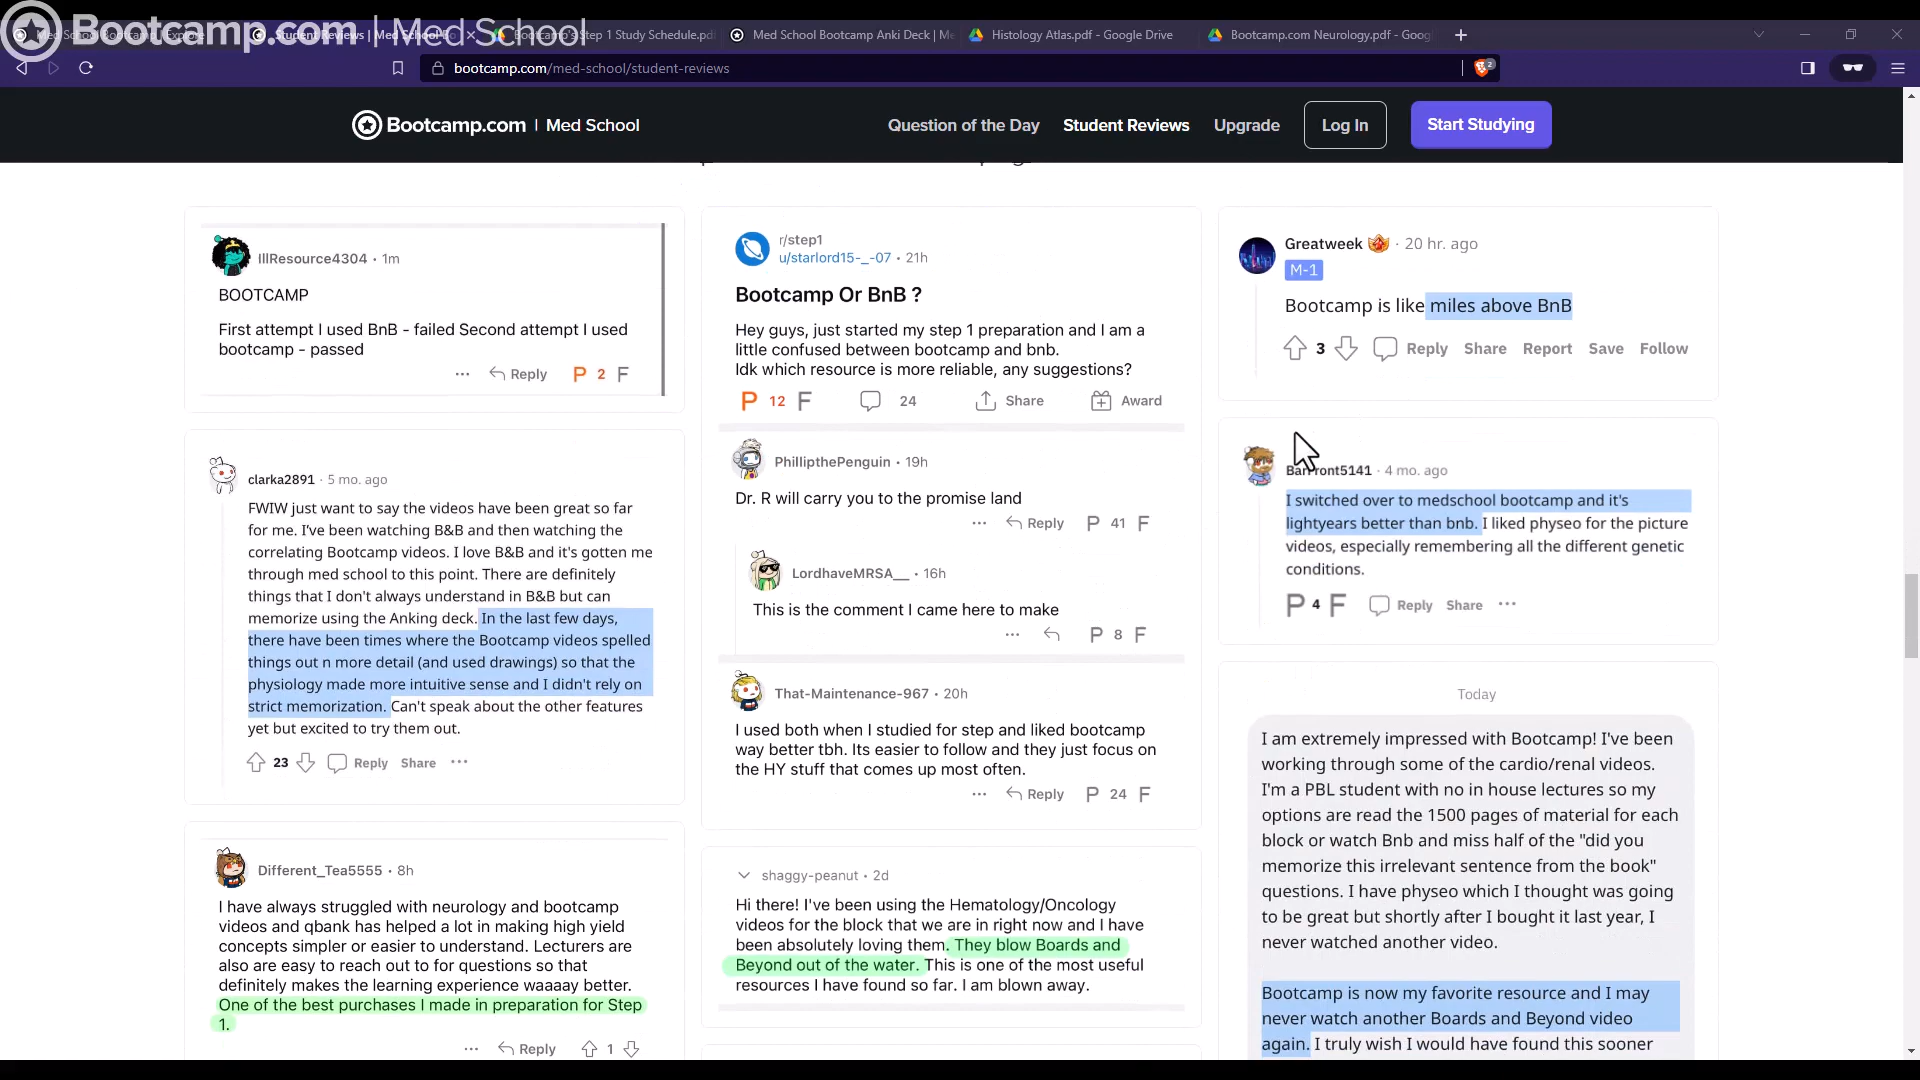 Bootcamp.com | Med School
Student Reviews | Med School Bo
Bootcamp's Step 1 Study Schedule.pdf
Med School Bootcamp Anki Deck | Me
Histology Atlas.pdf - Google Drive
Bootcamp.com Neurology.pdf - Goog
bootcamp.com/med-school/student-reviews
2
Bootcamp.com | Med School
Question of the Day
Student Reviews
Upgrade
Log In
Start Studying
IllResource4304 • 1m
BOOTCAMP
First attempt I used BnB - failed Second attempt I used
bootcamp - passed
... Reply P 2 F
clarka2891 · 5 mo. ago
FWIW just want to say the videos have been great so far
for me. I've been watching B&B and then watching the
correlating Bootcamp videos. I love B&B and it's gotten me
through med school to this point. There are definitely
things that I don't always understand in B&B but can
memorize using the Anking deck. In the last few days,
there have been times where the Bootcamp videos spelled
things out n more detail (and used drawings) so that the
physiology made more intuitive sense and I didn't rely on
strict memorization. Can't speak about the other features
yet but excited to try them out.
23 Reply Share ...
Different_Tea5555 • 8h
I have always struggled with neurology and bootcamp
videos and qbank has helped a lot in making high yield
concepts simpler or easier to understand. Lecturers are
also are easy to reach out to for questions so that
definitely makes the learning experience waaaay better.
One of the best purchases I made in preparation for Step
1.
... Reply 1
r/step1
u/starlord15-_-07 • 21h
Bootcamp Or BnB ?
Hey guys, just started my step 1 preparation and I am a
little confused between bootcamp and bnb.
Idk which resource is more reliable, any suggestions?
P 12 F 24 Share Award
PhillipthePenguin • 19h
Dr. R will carry you to the promise land
... Reply P 41 F
LordhaveMRSA__ • 16h
This is the comment I came here to make
... P 8 F
That-Maintenance-967 • 20h
I used both when I studied for step and liked bootcamp
way better tbh. Its easier to follow and they just focus on
the HY stuff that comes up most often.
... Reply P 24 F
shaggy-peanut • 2d
Hi there! I've been using the Hematology/Oncology
videos for the block that we are in right now and I have
been absolutely loving them. They blow Boards and
Beyond out of the water. This is one of the most useful
resources I have found so far. I am blown away.
Greatweek · 20 hr. ago
M-1
Bootcamp is like miles above BnB
3 Reply Share Report Save Follow
BarFront5141 · 4 mo. ago
I switched over to medschool bootcamp and it's
lightyears better than bnb. I liked physeo for the picture
videos, especially remembering all the different genetic
conditions.
P 4 F Reply Share ...
Today
I am extremely impressed with Bootcamp! I've been
working through some of the cardio/renal videos.
I'm a PBL student with no in house lectures so my
options are read the 1500 pages of material for each
block or watch Bnb and miss half of the "did you
memorize this irrelevant sentence from the book"
questions. I have physeo which I thought was going
to be great but shortly after I bought it last year, I
never watched another video.
Bootcamp is now my favorite resource and I may
never watch another Boards and Beyond video
again. I truly wish I would have found this sooner